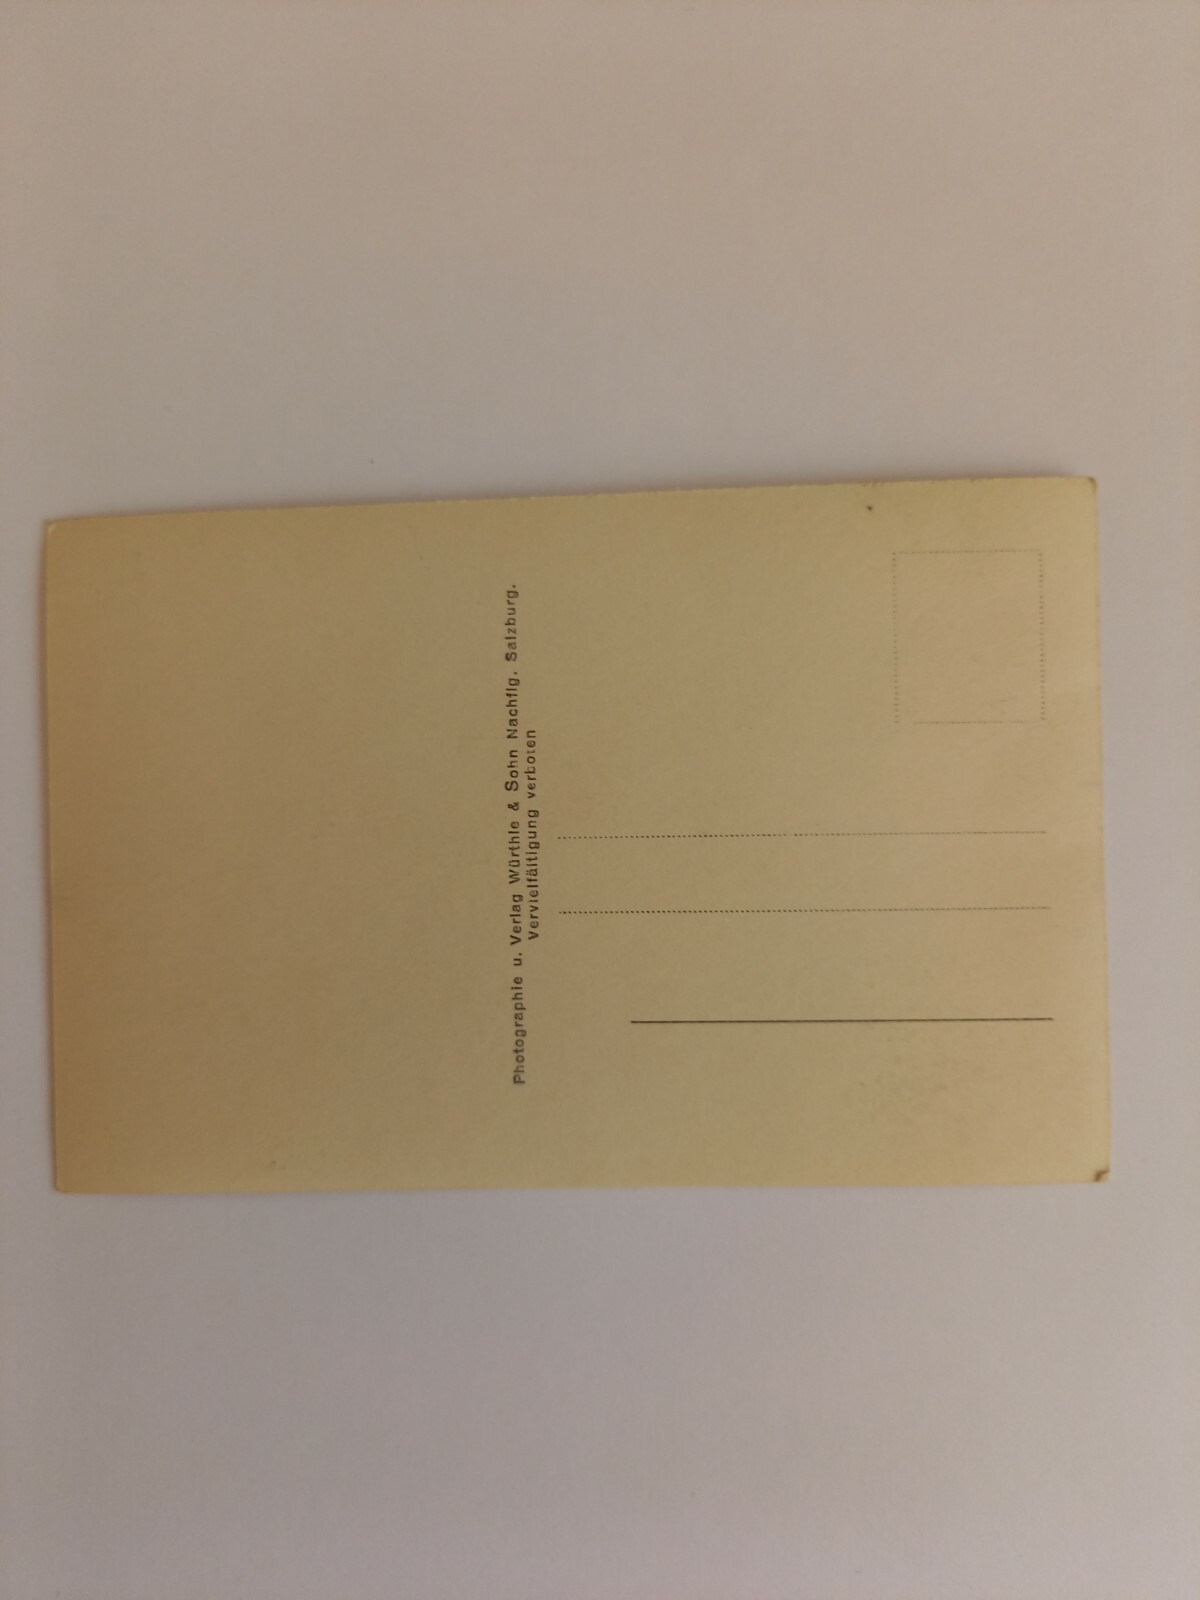 Photographie u. Verlag Würthle & Sohn Nachflg. Salzburg.
Vervielfältigung verboten